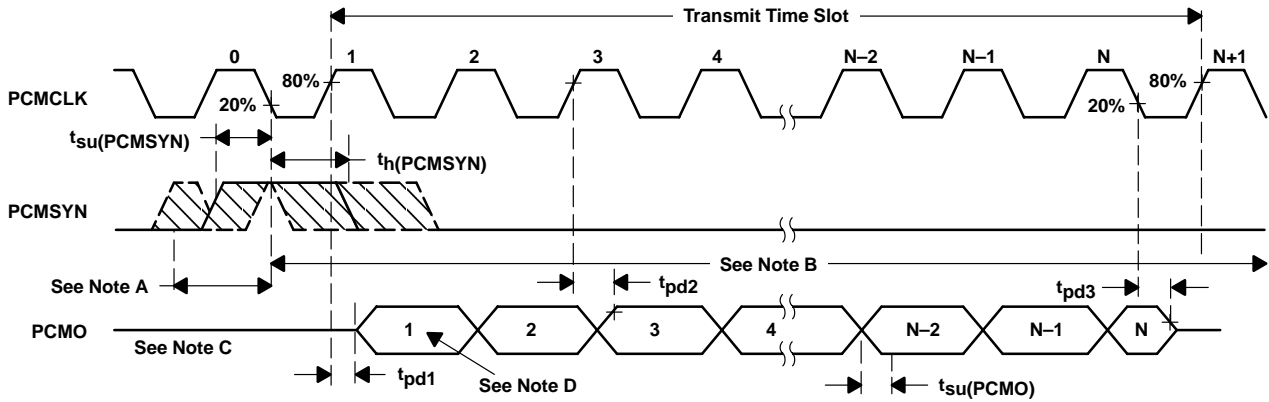 Transmit Time Slot
0 1 2 3 4 N–2 N–1 N N+1
80% 80%
PCMCLK
20% 20%
tsu(PCMSYN)
th(PCMSYN)
PCMSYN
See Note B
See Note A
tpd2
tpd3
PCMO
1 2 3 4 N–2 N–1 N
See Note C
tpd1
See Note D
tsu(PCMO)